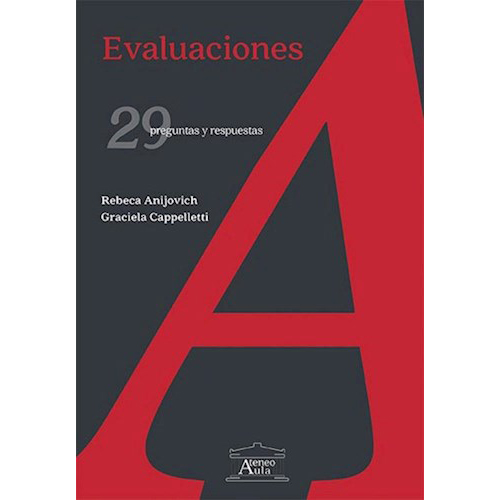 Evaluaciones
29 preguntas y respuestas
Rebeca Anijovich
Graciela Cappelletti
A
Ateneo
Aula